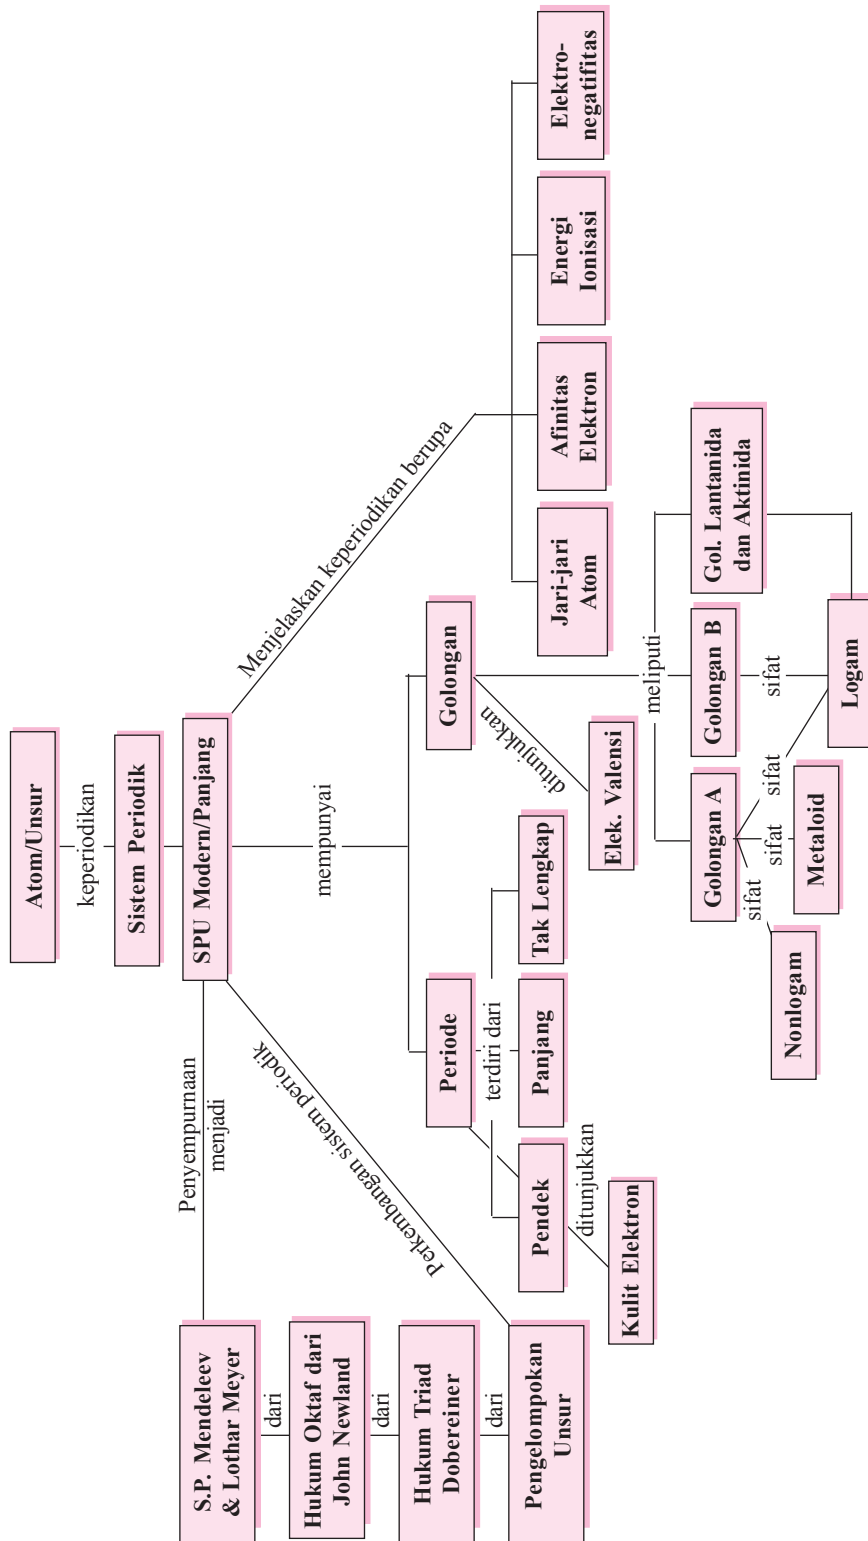 Atom/Unsur
keperiodikan
Sistem Periodik
SPU Modern/Panjang
Penyempurnaan
menjadi
Perkembangan sistem periodik
mempunyai
Menjelaskan keperiodikan berupa
S.P. Mendeleev
& Lothar Meyer
dari
Hukum Oktaf dari
John Newland
dari
Hukum Triad
Dobereiner
dari
Pengelompokan
Unsur
Periode
terdiri dari
Pendek
Panjang
Tak Lengkap
ditunjukkan
Kulit Elektron
Golongan
ditunjukkan
Elek. Valensi
meliputi
Golongan A
Golongan B
Gol. Lantanida
dan Aktinida
sifat
sifat
sifat
sifat
Nonlogam
Metaloid
Logam
Jari-jari
Atom
Afinitas
Elektron
Energi
Ionisasi
Elektro-
negatifitas